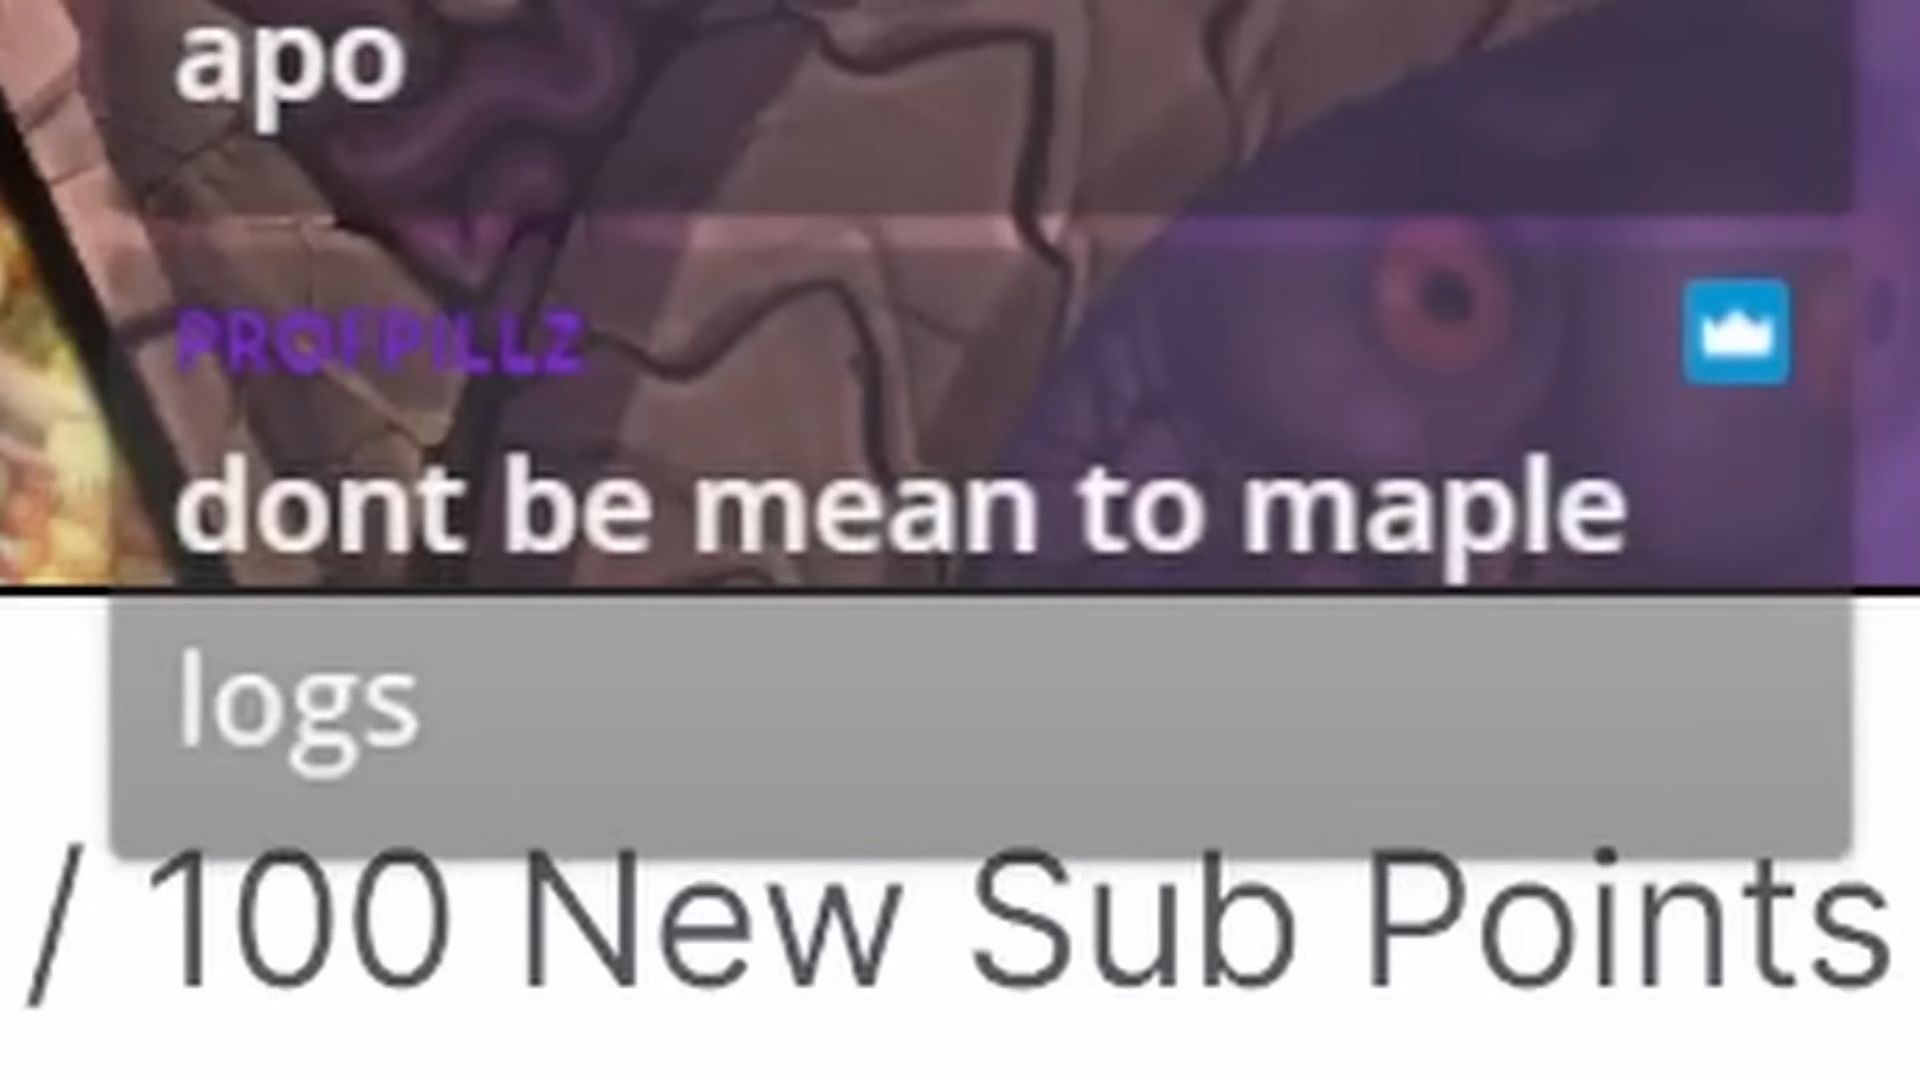 apo
PROFPILLZ
dont be mean to maple
logs
/ 100 New Sub Points